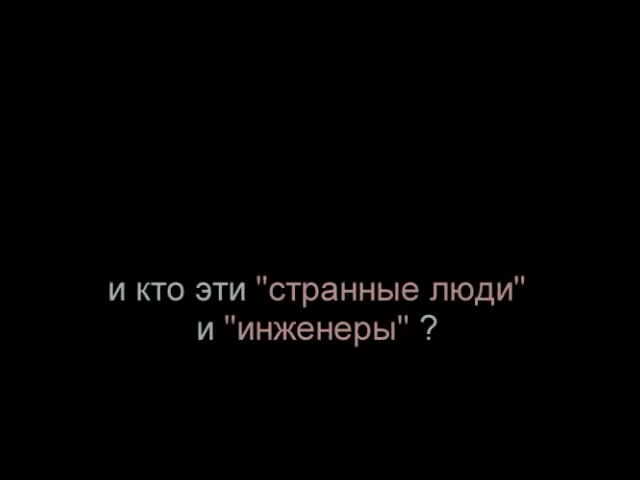 и кто эти "странные люди"
и "инженеры" ?